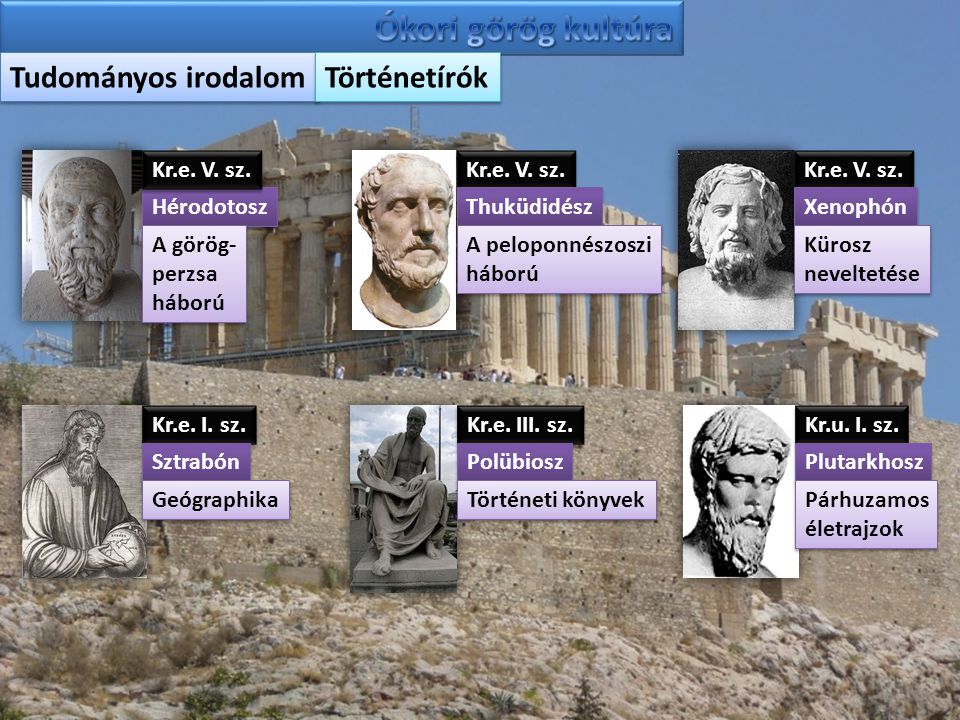 Ókori görög kultúra
Tudományos irodalom
Történetírók
Kr.e. V. sz.
Hérodotosz
A görög-
perzsa
háború
Kr.e. V. sz.
Thuküdidész
A peloponnészoszi
háború
Kr.e. V. sz.
Xenophón
Kürosz
neveltetése
Kr.e. I. sz.
Sztrabón
Geógraphika
Kr.e. III. sz.
Polübiosz
Történeti könyvek
Kr.u. I. sz.
Plutarkhosz
Párhuzamos
életrajzok